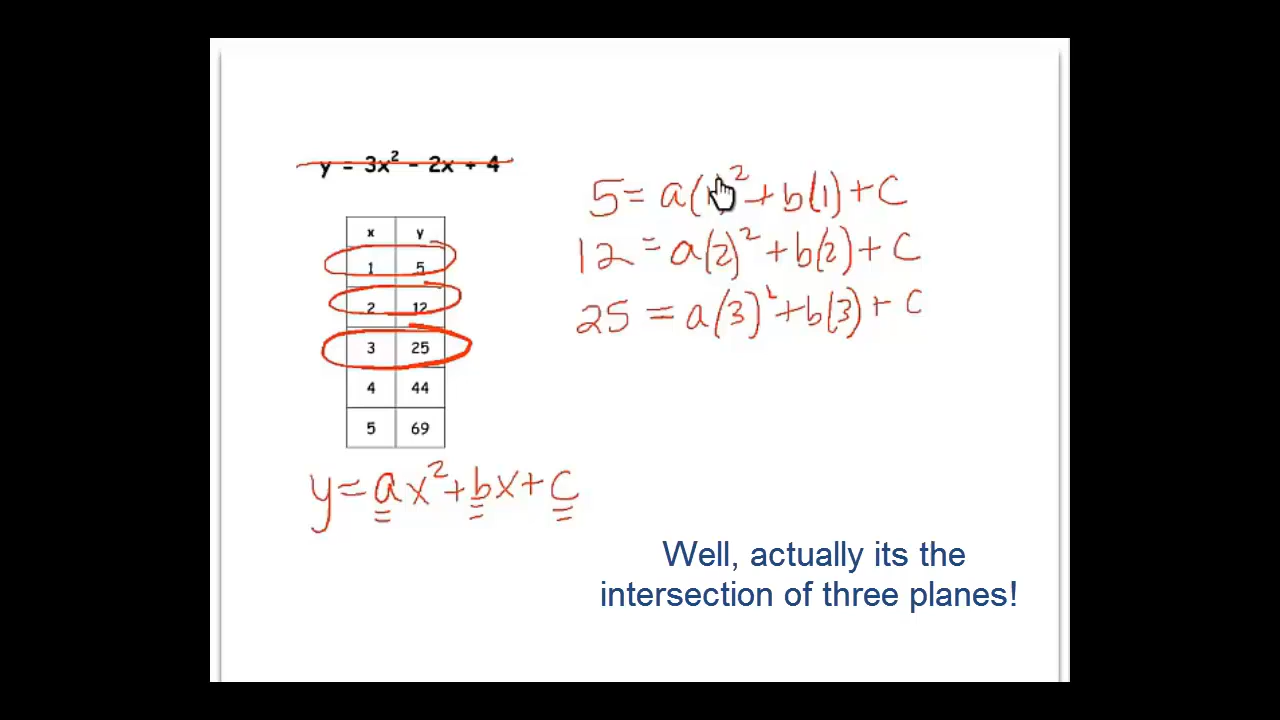 y = 3x² - 2x + 4
x y
1 5
2 12
3 25
4 44
5 69
y=ax²+bx+c
5= a( ²+b(1)+C
12 = a(2)²+b(2)+C
25 = a(3)²+b(3)+C
Well, actually its the
intersection of three planes!